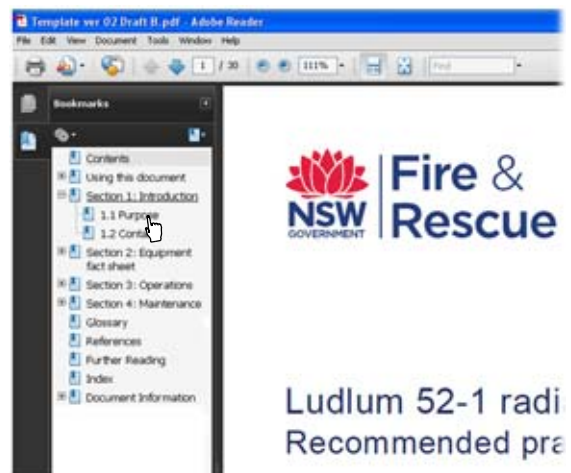 Template ver 02 Draft B.pdf - Adobe Reader
File Edit View Document Tools Window Help
1 / 30 111% Find
Bookmarks
Contents
Using this document
Section 1: Introduction
1.1 Purpose
1.2
Section 2: Equipment
fact sheet
Section 3: Operations
Section 4: Maintenance
Glossary
References
Further Reading
Index
Document Information
NSW
GOVERNMENT
Fire &
Rescue
Ludlum 52-1 radi
Recommended pra